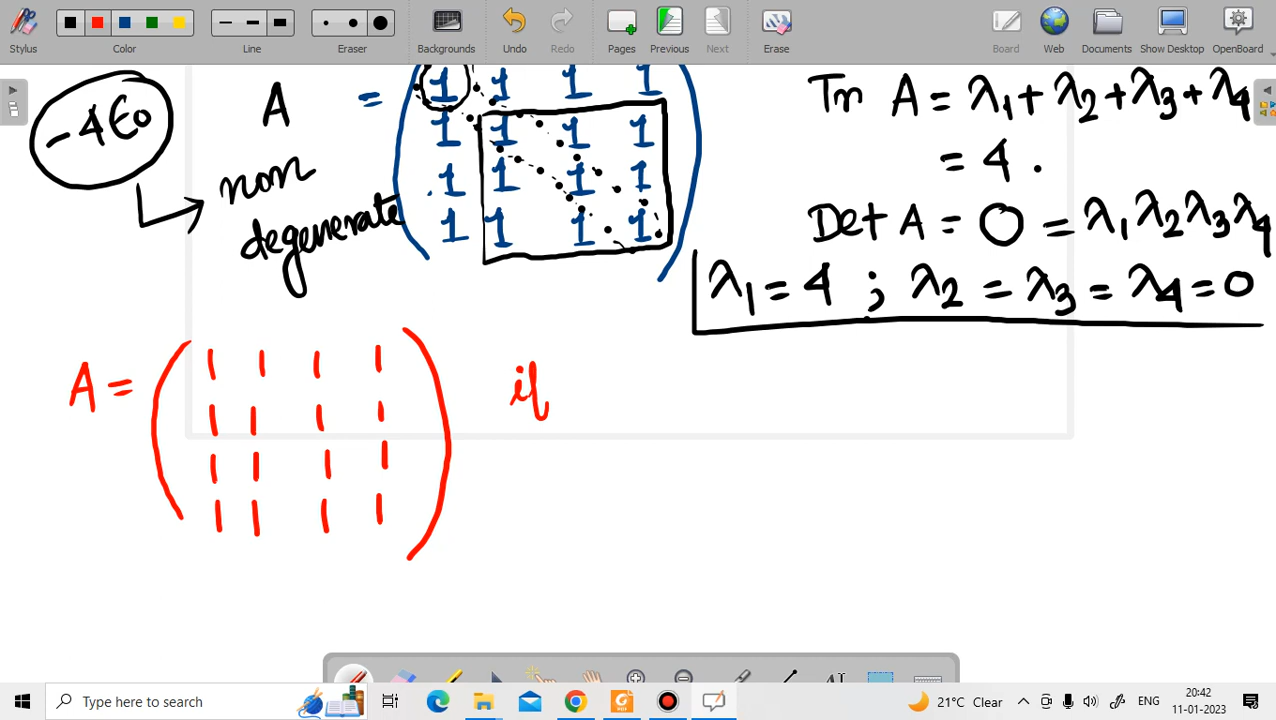 Stylus Color Line Eraser Backgrounds Undo Redo Pages Previous Next Erase Board Web Documents Show Desktop OpenBoard
-4ϵ0
non
degenerate
A = (1 1 1 1
1 1 1 1
1 1 1 1
1 1 1 1)
Tr A = λ1+λ2+λ3+λ4
= 4.
Det A = 0 = λ1λ2λ3λ4
λ1 = 4 ; λ2 = λ3 = λ4 = 0
A = (1 1 1 1
1 1 1 1
1 1 1 1
1 1 1 1) if
Type here to search
21°C Clear
ENG
20:42
11-01-2023